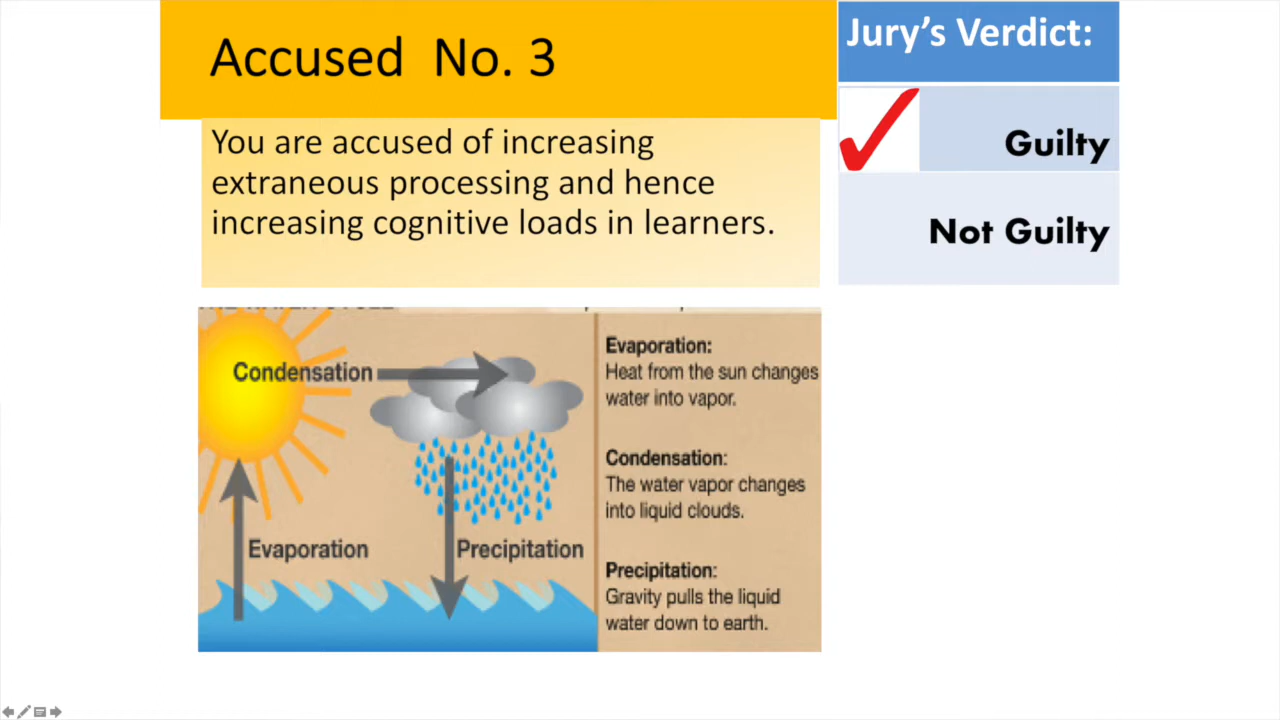 Accused No. 3
You are accused of increasing
extraneous processing and hence
increasing cognitive loads in learners.
Jury's Verdict:
Guilty
Not Guilty
Condensation
Evaporation
Precipitation
Evaporation:
Heat from the sun changes
water into vapor.
Condensation:
The water vapor changes
into liquid clouds.
Precipitation:
Gravity pulls the liquid
water down to earth.